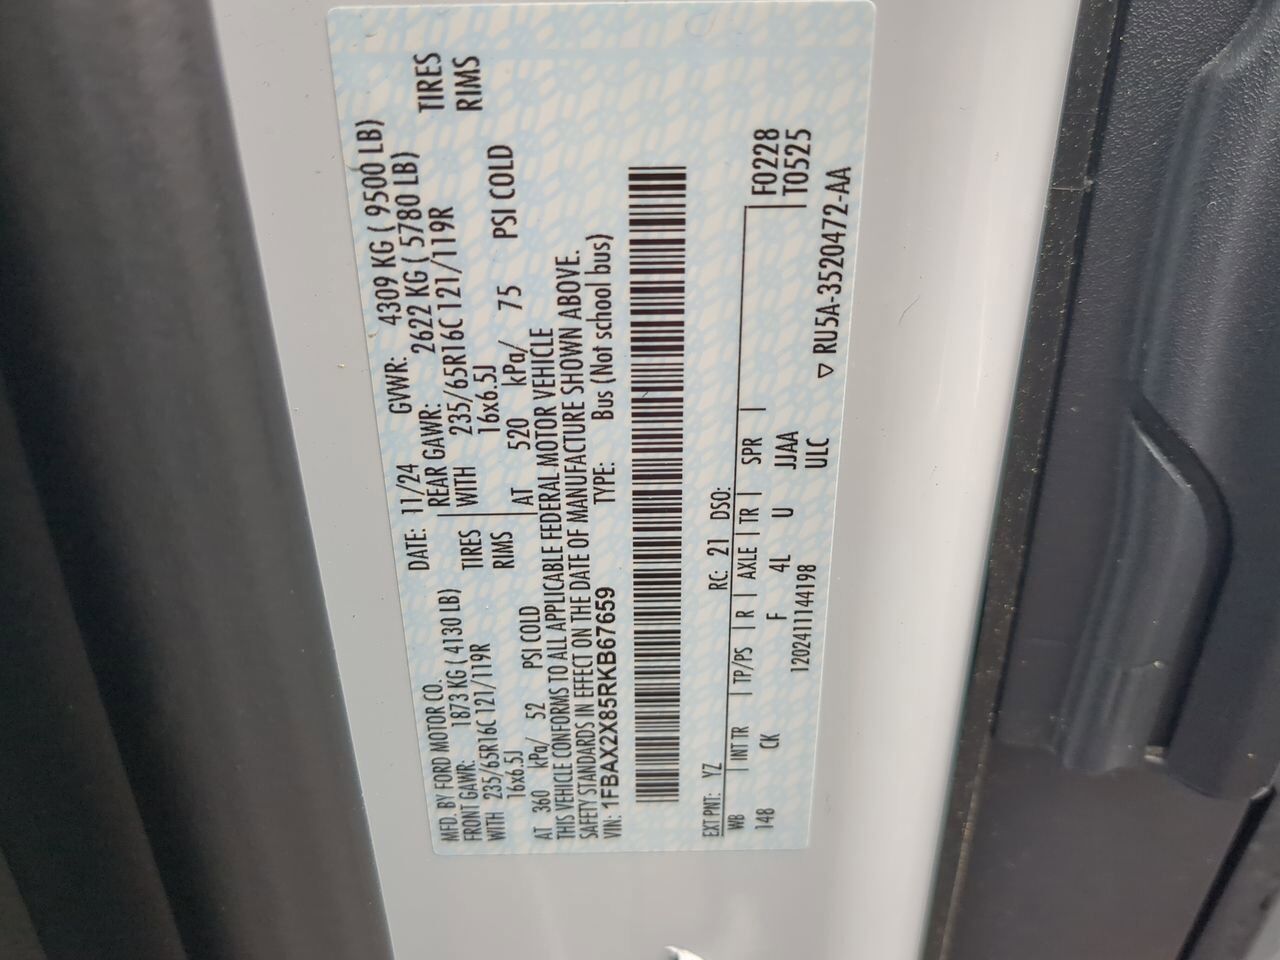 MFD. BY FORD MOTOR CO.
DATE: 11/24 GVWR: 4309 KG ( 9500 LB)
FRONT GAWR: 1873 KG ( 4130 LB) REAR GAWR: 2622 KG ( 5780 LB)
WITH 235/65R16C 121/119R TIRES WITH 235/65R16C 121/119R TIRES
16x6.5J RIMS 16x6.5J RIMS
AT 360 kPa/ 52 PSI COLD AT 520 kPa/ 75 PSI COLD
THIS VEHICLE CONFORMS TO ALL APPLICABLE FEDERAL MOTOR VEHICLE
SAFETY STANDARDS IN EFFECT ON THE DATE OF MANUFACTURE SHOWN ABOVE.
VIN: 1FBAX2X85RKB67659 TYPE: Bus (Not school bus)
EXT PNT: YZ RC: 21 DSO:
WB INT TR TP/PS R AXLE TR SPR F0228
148 CK F 4L U JJAA T0525
12024111144198 ULC
▽ RU5A-3520472-AA